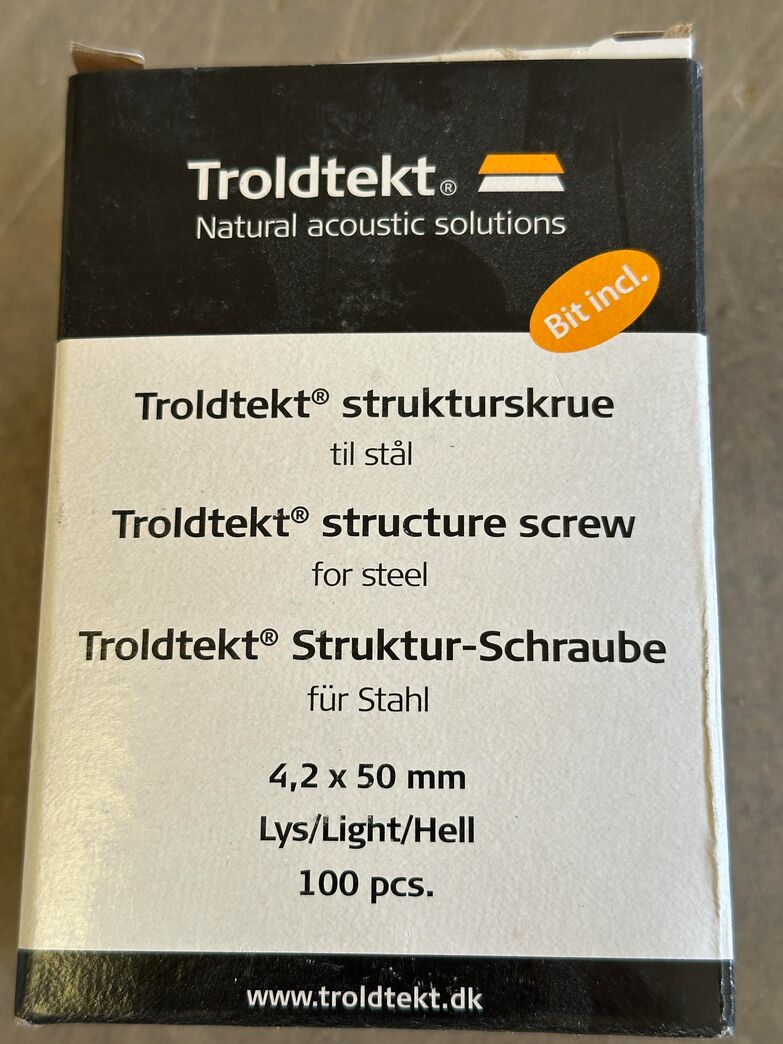 Troldtekt®
Natural acoustic solutions
Bit incl.
Troldtekt® strukturskrue
til stål
Troldtekt® structure screw
for steel
Troldtekt® Struktur-Schraube
für Stahl
4,2 x 50 mm
Lys/Light/Hell
100 pcs.
www.troldtekt.dk